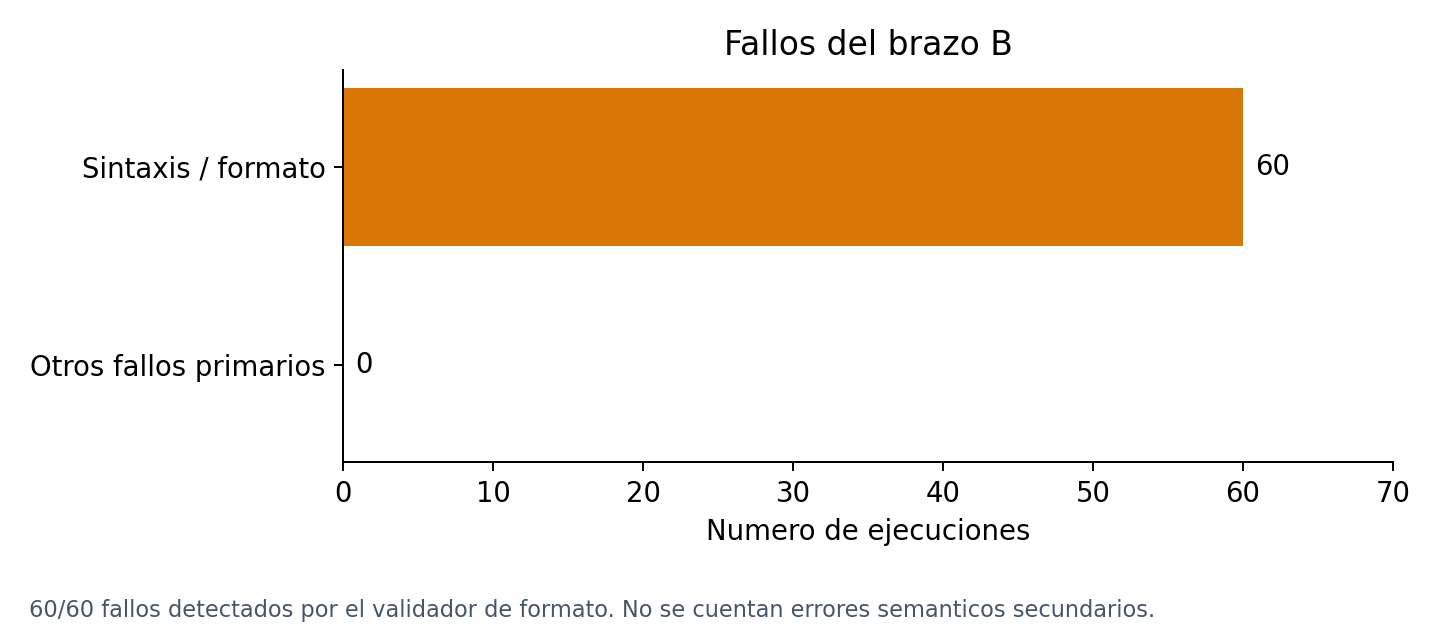 Fallos del brazo B
Sintaxis / formato
60
Otros fallos primarios
0
0 10 20 30 40 50 60 70
Numero de ejecuciones
60/60 fallos detectados por el validador de formato. No se cuentan errores semanticos secundarios.